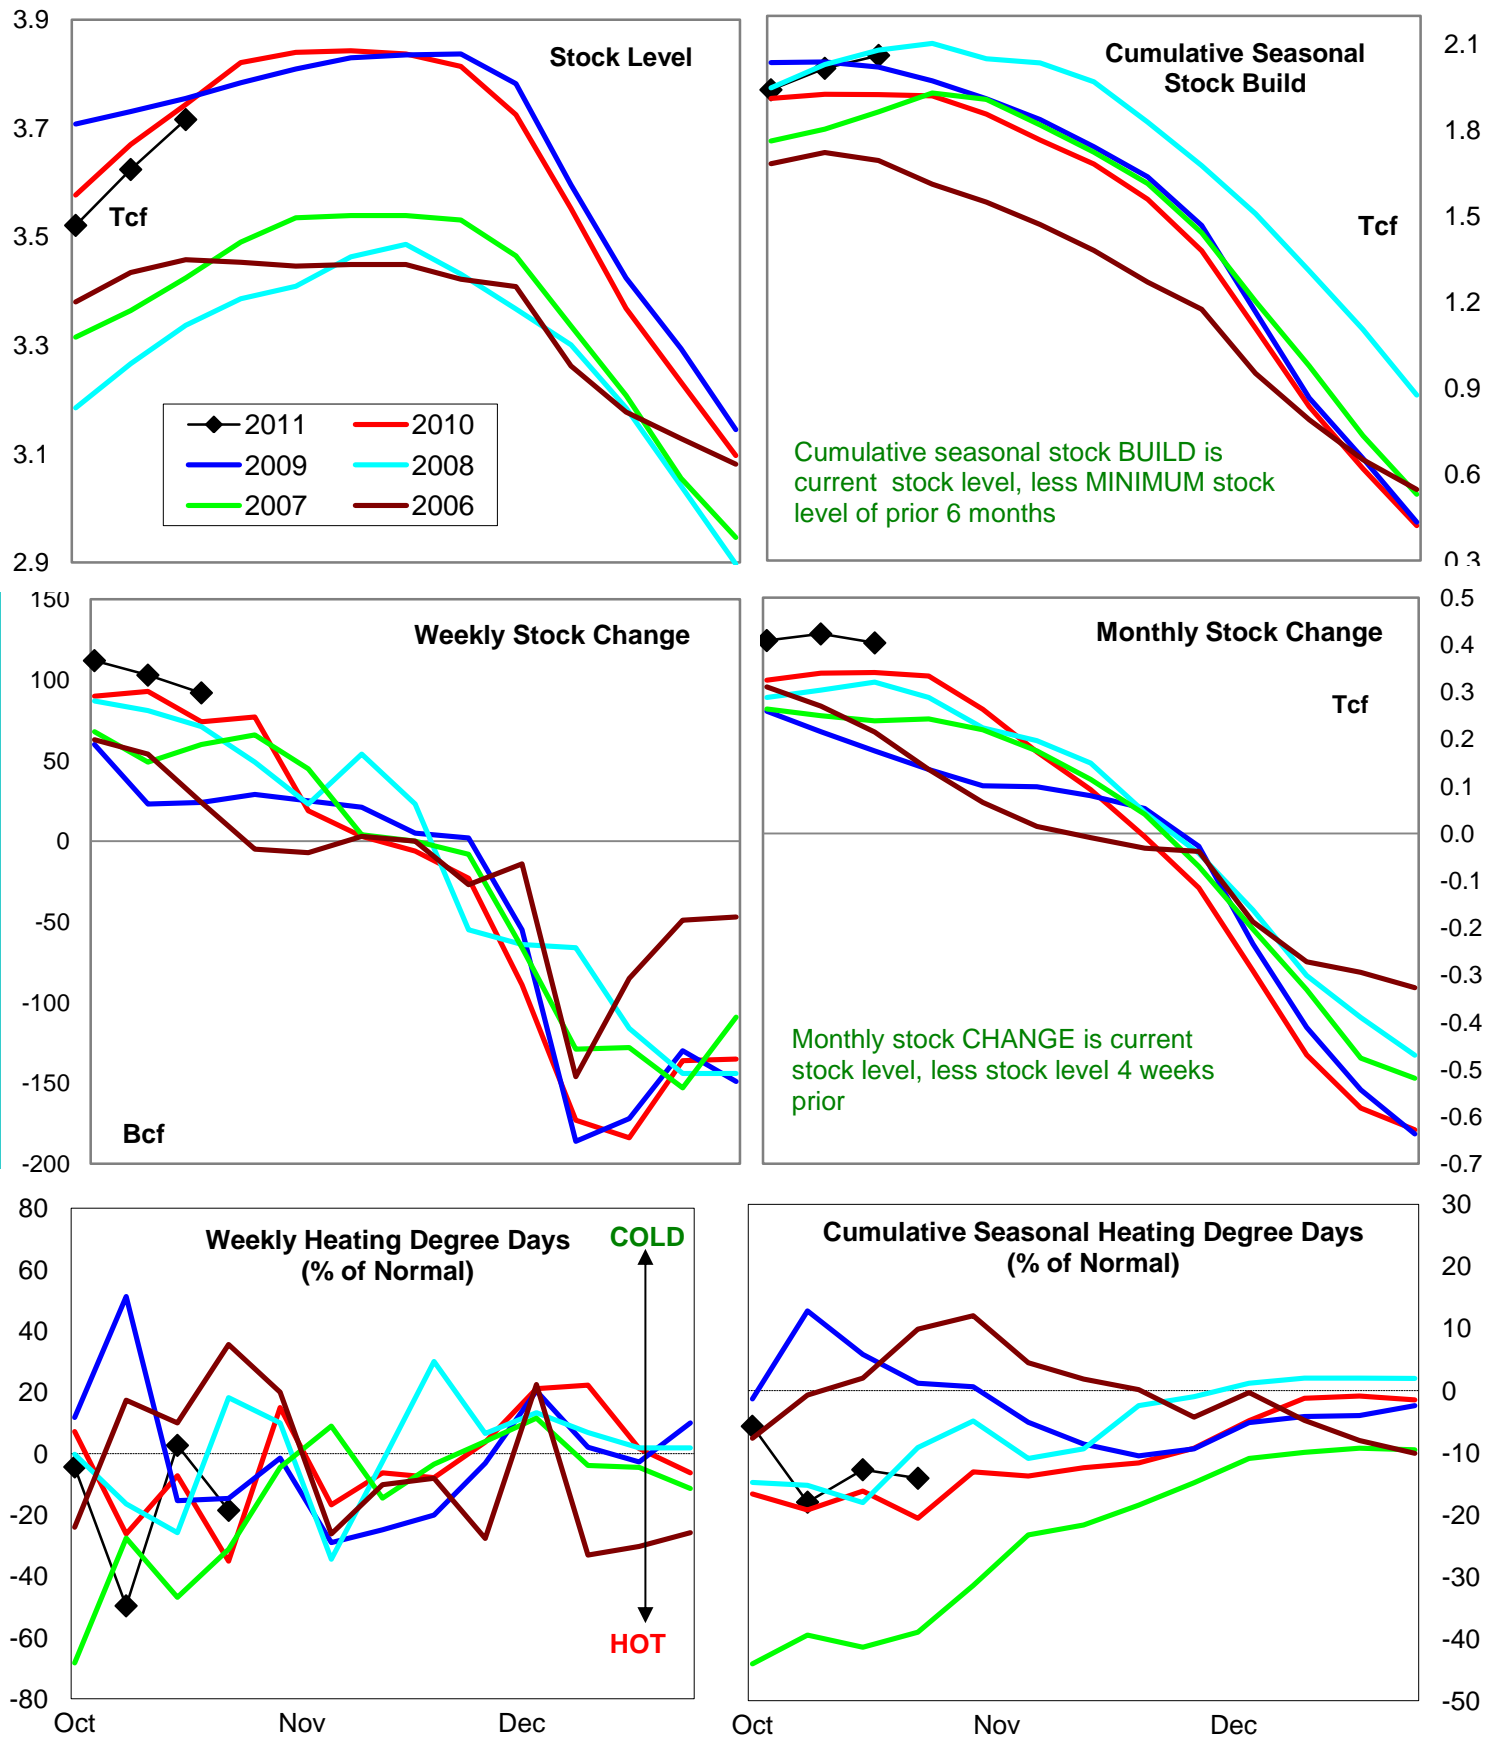 3.9
3.7
3.5
3.3
3.1
2.9
Stock Level
Tcf
2011
2010
2009
2008
2007
2006
Cumulative Seasonal
Stock Build
Tcf
2.1
1.8
1.5
1.2
0.9
0.6
0.3
Cumulative seasonal stock BUILD is
current stock level, less MINIMUM stock
level of prior 6 months
150
100
50
0
-50
-100
-150
-200
Weekly Stock Change
Bcf
Monthly Stock Change
Tcf
0.5
0.4
0.3
0.2
0.1
0.0
-0.1
-0.2
-0.3
-0.4
-0.5
-0.6
-0.7
Monthly stock CHANGE is current
stock level, less stock level 4 weeks
prior
80
60
40
20
0
-20
-40
-60
-80
Weekly Heating Degree Days
(% of Normal)
COLD
HOT
Oct
Nov
Dec
Cumulative Seasonal Heating Degree Days
(% of Normal)
30
20
10
0
-10
-20
-30
-40
-50
Oct
Nov
Dec